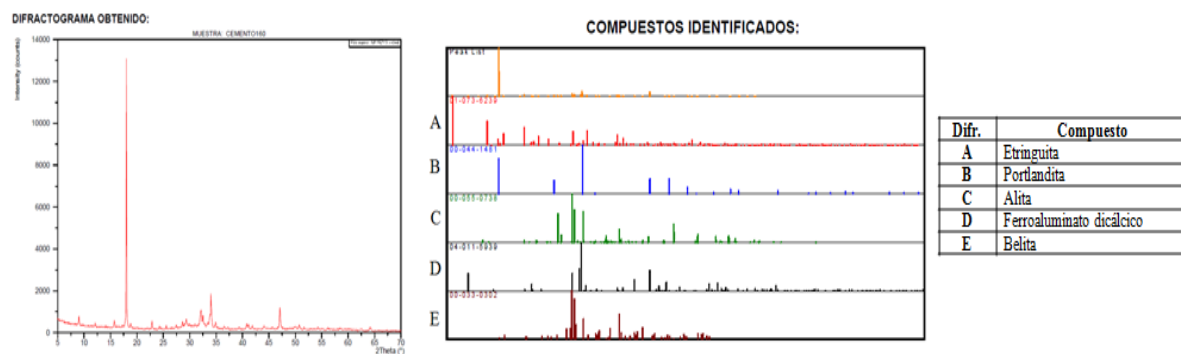 DIFRACTOGRAMA OBTENIDO:
MUESTRA: CEMENTO160
Intensity (counts)
14000
12000
10000
8000
6000
4000
2000
0
5 10 15 20 25 30 35 40 45 50 55 60 65 70
2Theta (°)
COMPUESTOS IDENTIFICADOS:
Peak List
A 01-073-6239
B 00-044-1481
C 00-055-0738
D 04-011-5939
E 00-033-0302
Difr. Compuesto
A Etringuita
B Portlandita
C Alita
D Ferroaluminato dicálcico
E Belita